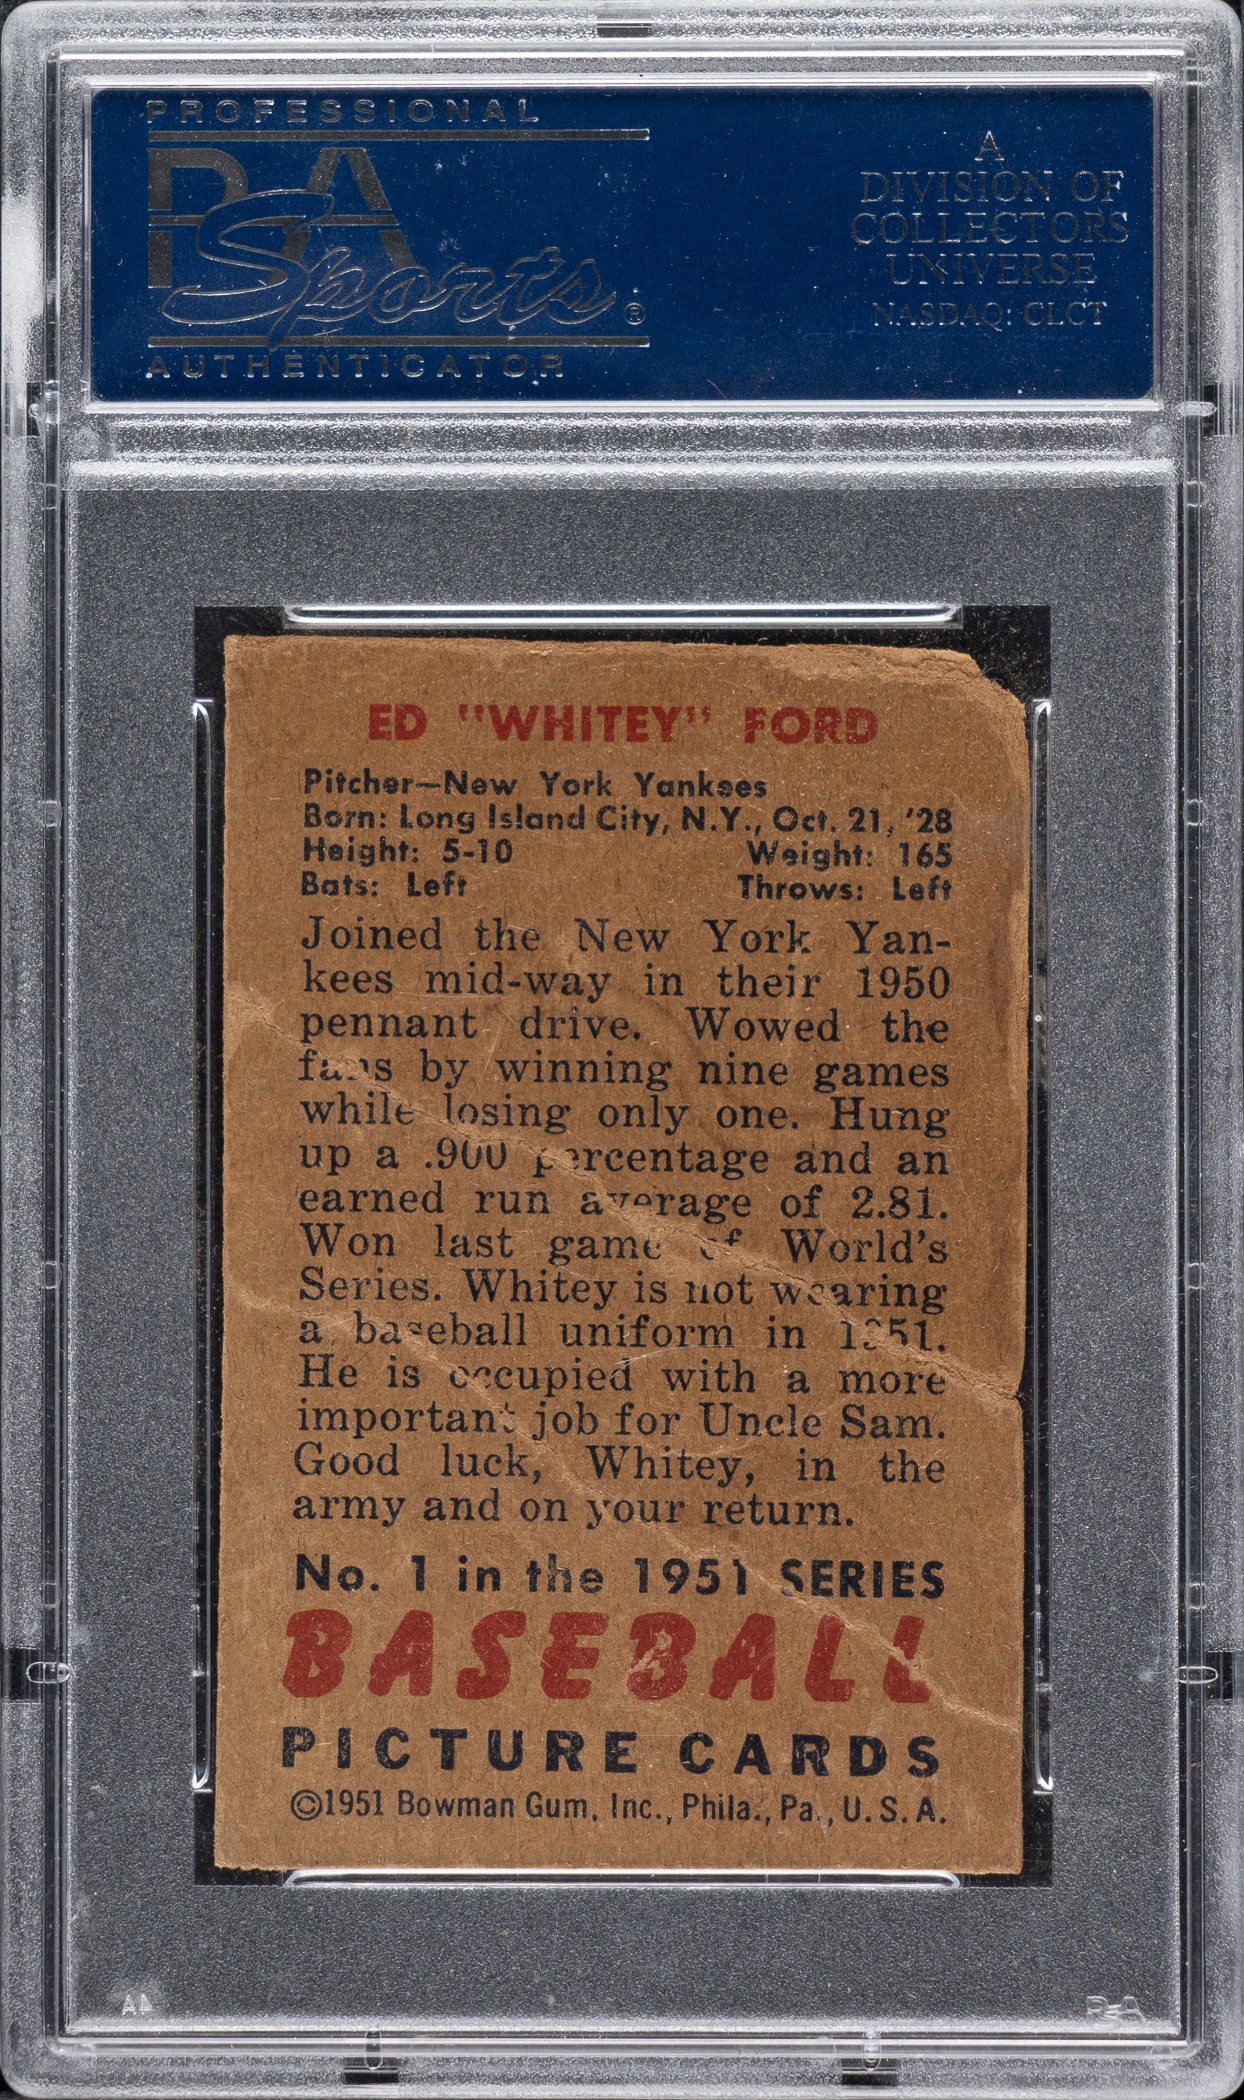 PROFESSIONAL
PSA
Sports ®
AUTHENTICATOR
A
DIVISION OF
COLLECTORS
UNIVERSE
NASDAQ: CLCT
ED "WHITEY" FORD
Pitcher—New York Yankees
Born: Long Island City, N.Y., Oct. 21, '28
Height: 5-10 Weight: 165
Bats: Left Throws: Left
Joined the New York Yan-
kees mid-way in their 1950
pennant drive. Wowed the
fans by winning nine games
while losing only one. Hung
up a .900 percentage and an
earned run average of 2.81.
Won last game of World's
Series. Whitey is not wearing
a baseball uniform in 1951.
He is occupied with a more
important job for Uncle Sam.
Good luck, Whitey, in the
army and on your return.
No. 1 in the 1951 SERIES
BASEBALL
PICTURE CARDS
©1951 Bowman Gum, Inc., Phila., Pa., U.S.A.